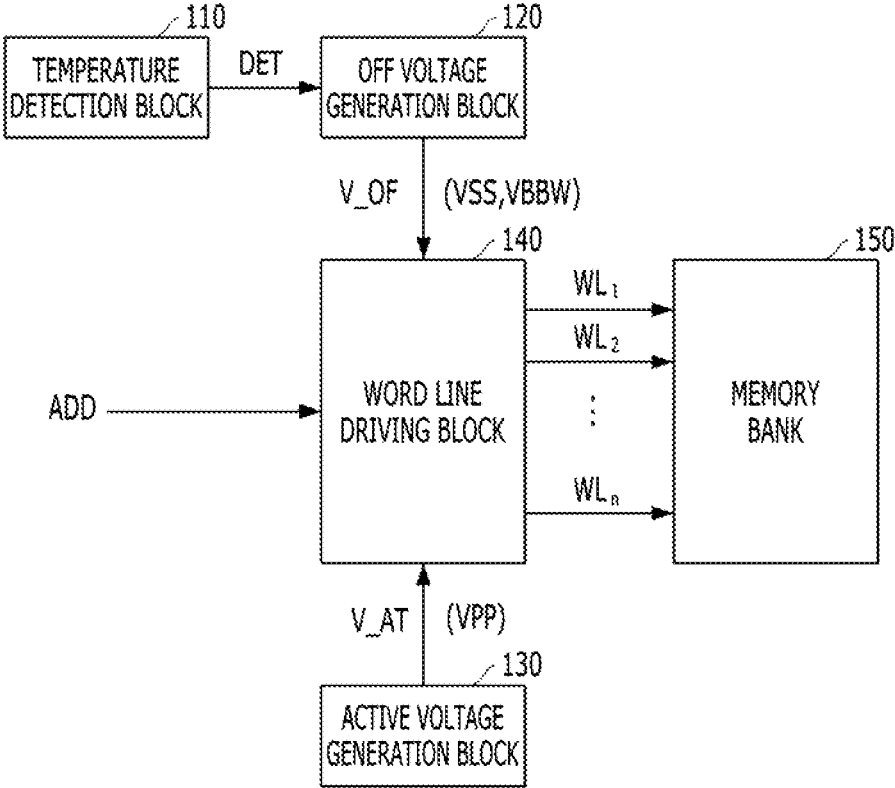 110
TEMPERATURE
DETECTION BLOCK
DET
120
OFF VOLTAGE
GENERATION BLOCK
V_OF (VSS,VBBW)
140
WORD LINE
DRIVING BLOCK
ADD
WL1
WL2
⋮
WLn
150
MEMORY
BANK
V_AT (VPP)
130
ACTIVE VOLTAGE
GENERATION BLOCK